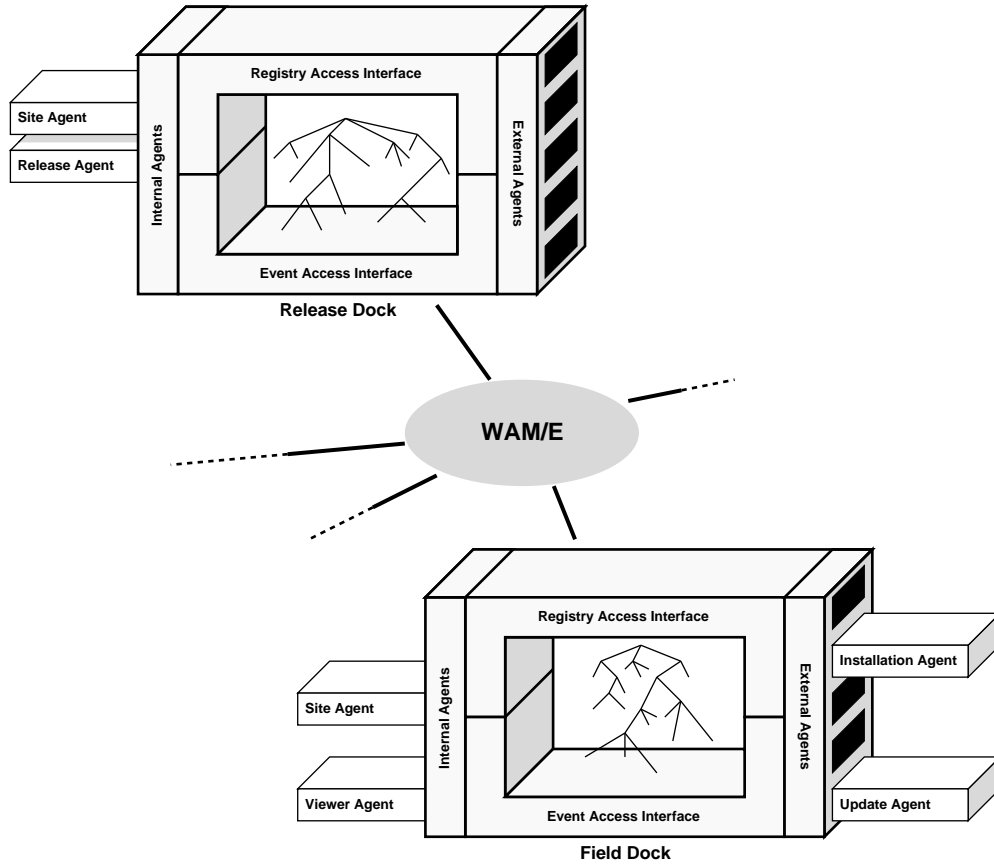 Registry Access Interface
Site Agent
Release Agent
Internal Agents
External Agents
Event Access Interface
Release Dock
WAM/E
Registry Access Interface
Installation Agent
Internal Agents
External Agents
Site Agent
Viewer Agent
Update Agent
Event Access Interface
Field Dock